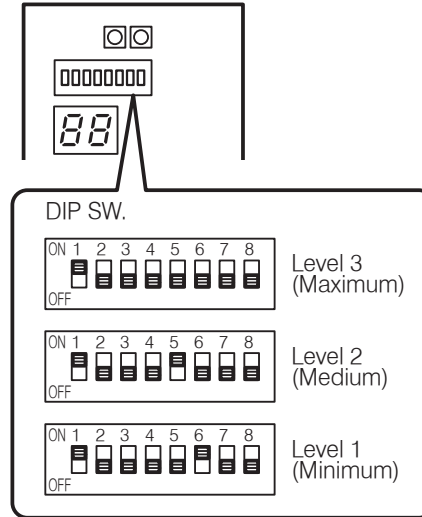 88
DIP SW.
ON 1 2 3 4 5 6 7 8
OFF
Level 3
(Maximum)
ON 1 2 3 4 5 6 7 8
OFF
Level 2
(Medium)
ON 1 2 3 4 5 6 7 8
OFF
Level 1
(Minimum)